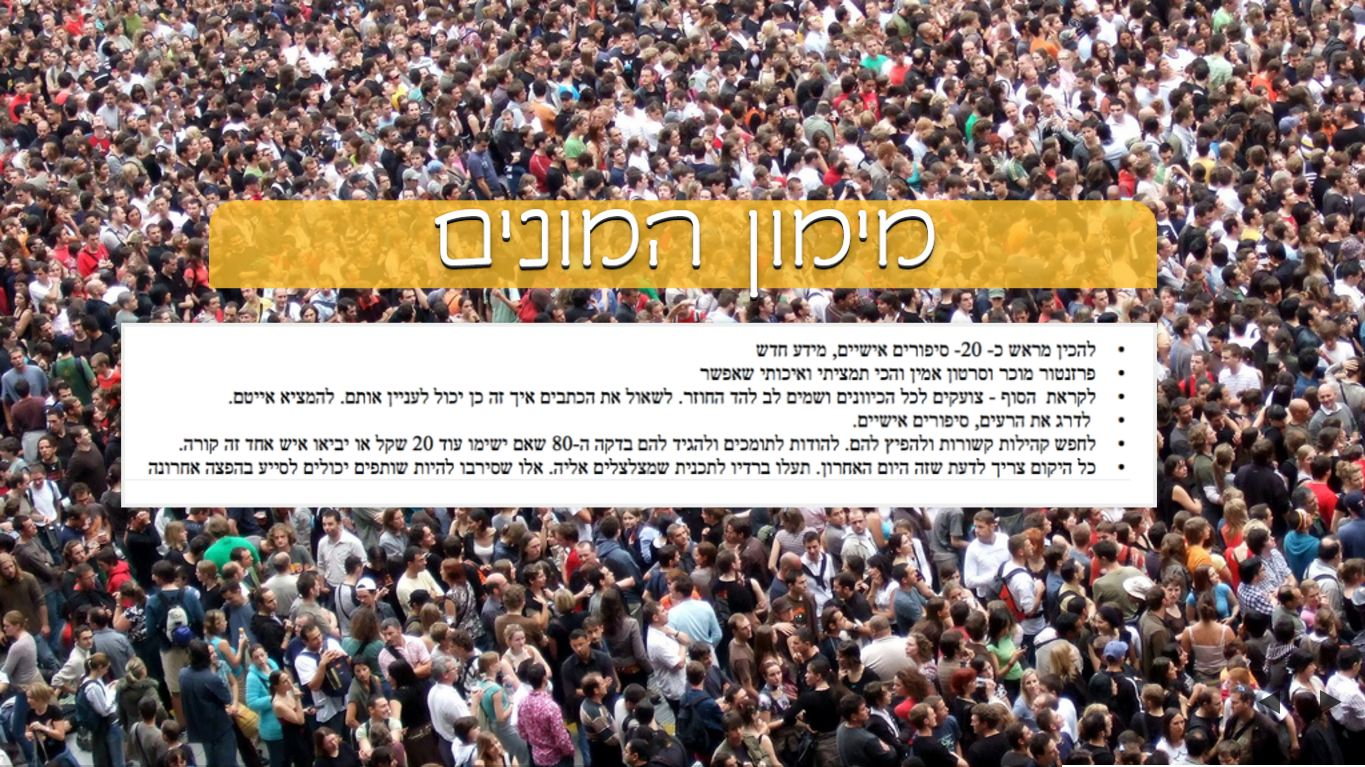 מימון המונים
• להכין מראש כ- 20- סיפורים אישיים, מידע חדש
• פרזנטור מוכר וסרטון אמין והכי תמציתי ואיכותי שאפשר
• לקראת הסוף - צועקים לכל הכיוונים ושמים לב להד החוזר. לשאול את הכתבים איך זה כן יכול לעניין אותם. להמציא אייטם.
• לדרג את הרעים, סיפורים אישיים.
• לחפש קהילות קשורות ולהפיץ להם. להודות לתומכים ולהגיד להם בדקה ה-80 שאם ישימו עוד 20 שקל או יביאו איש אחד זה קורה.
• כל היקום צריך לדעת שזה היום האחרון. תעלו ברדיו לתכנית שמצלצלים אליה. אלו שסירבו להיות שותפים יכולים לסייע בהפצה אחרונה